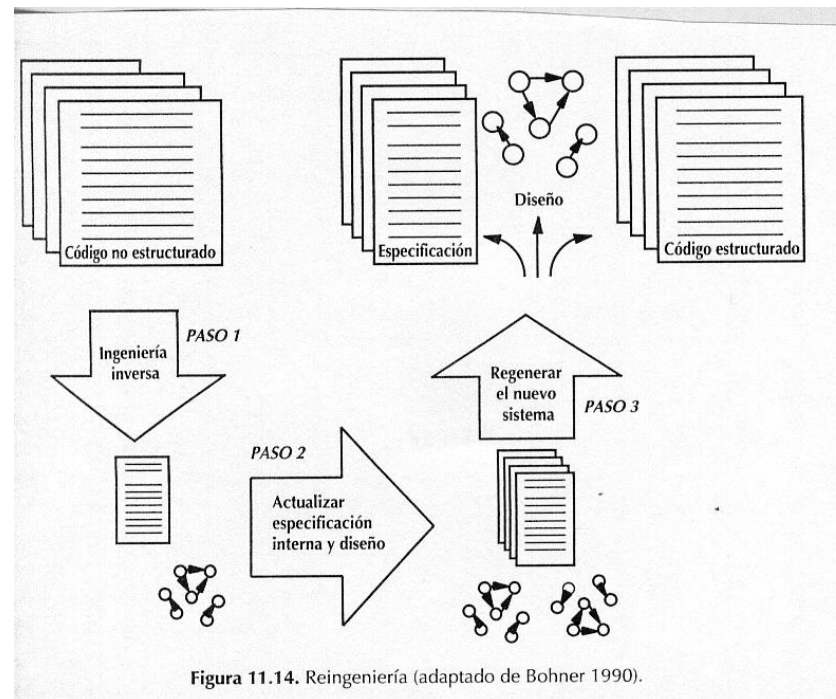 Código no estructurado
Especificación
Diseño
Código estructurado
PASO 1
Ingeniería
inversa
PASO 2
Actualizar
especificación
interna y diseño
Regenerar
el nuevo
sistema
PASO 3
Figura 11.14. Reingeniería (adaptado de Bohner 1990).